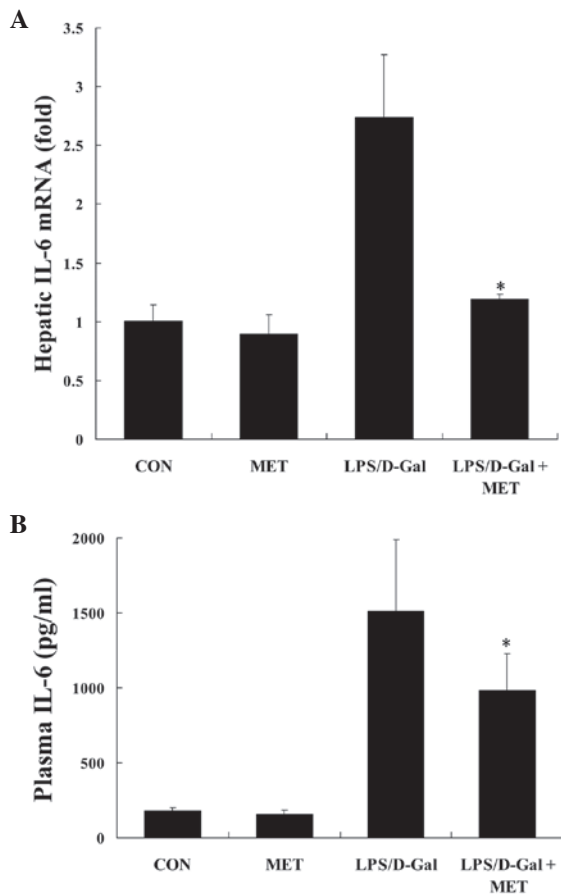 A
Hepatic IL-6 mRNA (fold)
3.5
3
2.5
2
1.5
1
0.5
0
*
CON MET LPS/D-Gal LPS/D-Gal +
MET
B
Plasma IL-6 (pg/ml)
2000
1500
1000
500
0
*
CON MET LPS/D-Gal LPS/D-Gal +
MET